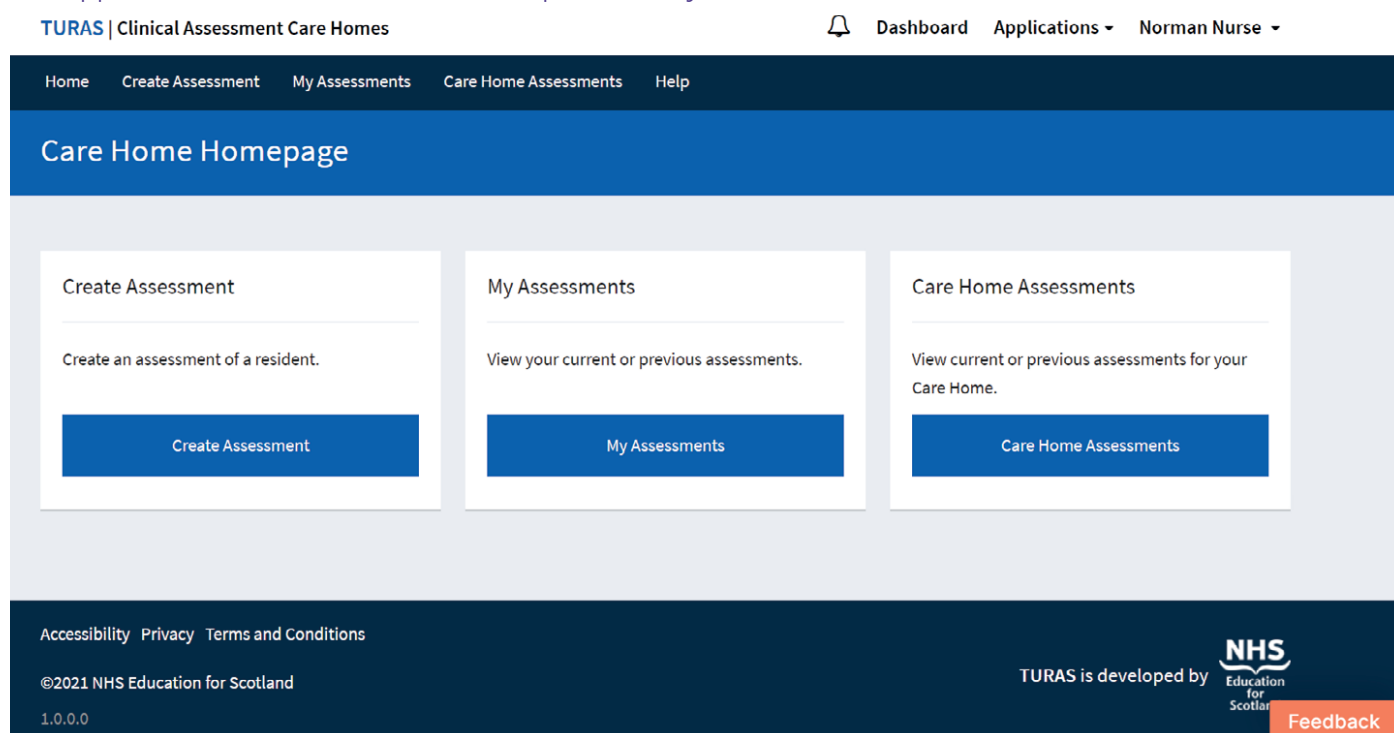 TURAS | Clinical Assessment Care Homes
Dashboard Applications Norman Nurse
Home Create Assessment My Assessments Care Home Assessments Help
Care Home Homepage
Create Assessment
Create an assessment of a resident.
Create Assessment
My Assessments
View your current or previous assessments.
My Assessments
Care Home Assessments
View current or previous assessments for your
Care Home.
Care Home Assessments
Accessibility Privacy Terms and Conditions
©2021 NHS Education for Scotland
1.0.0.0
TURAS is developed by
NHS
Education
for
Feedback